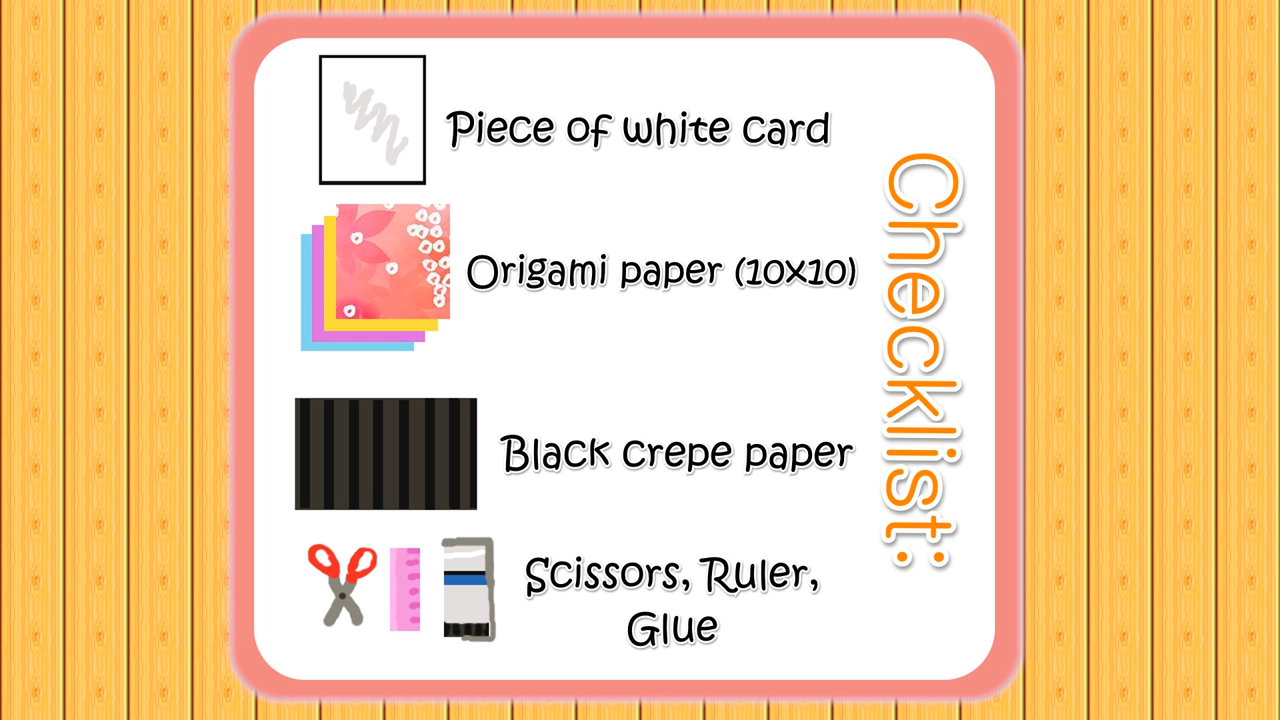 Piece of white card
Origami paper (10x10)
Black crepe paper
Scissors, Ruler,
Glue
Checklist: